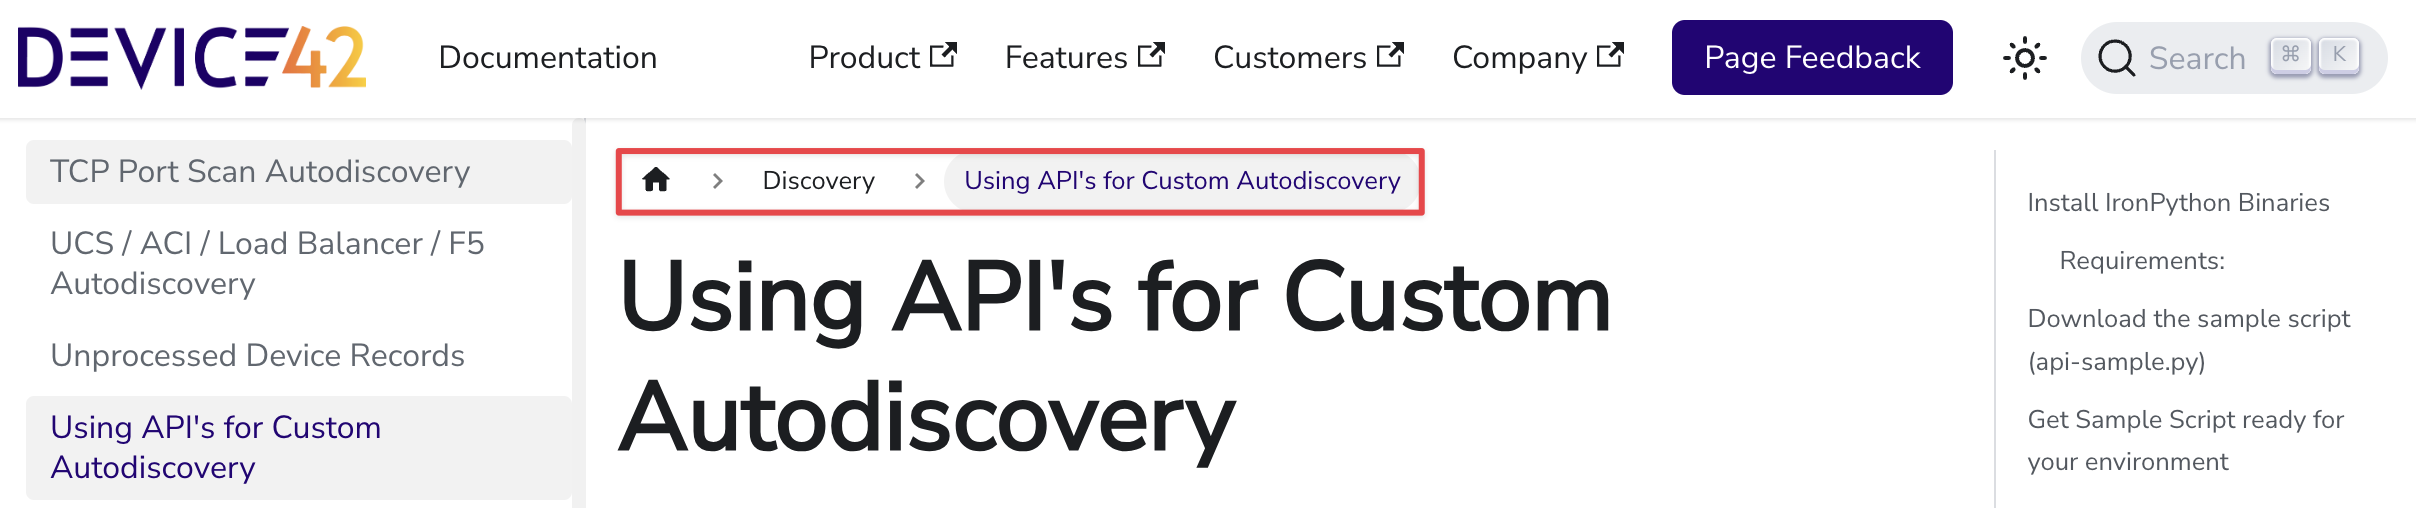 DEVICE42
Documentation
Product
Features
Customers
Company
Page Feedback
Search ⌘ K
TCP Port Scan Autodiscovery
UCS / ACI / Load Balancer / F5
Autodiscovery
Unprocessed Device Records
Using API's for Custom
Autodiscovery
Discovery
Using API's for Custom Autodiscovery
Using API's for Custom
Autodiscovery
Install IronPython Binaries
Requirements:
Download the sample script
(api-sample.py)
Get Sample Script ready for
your environment